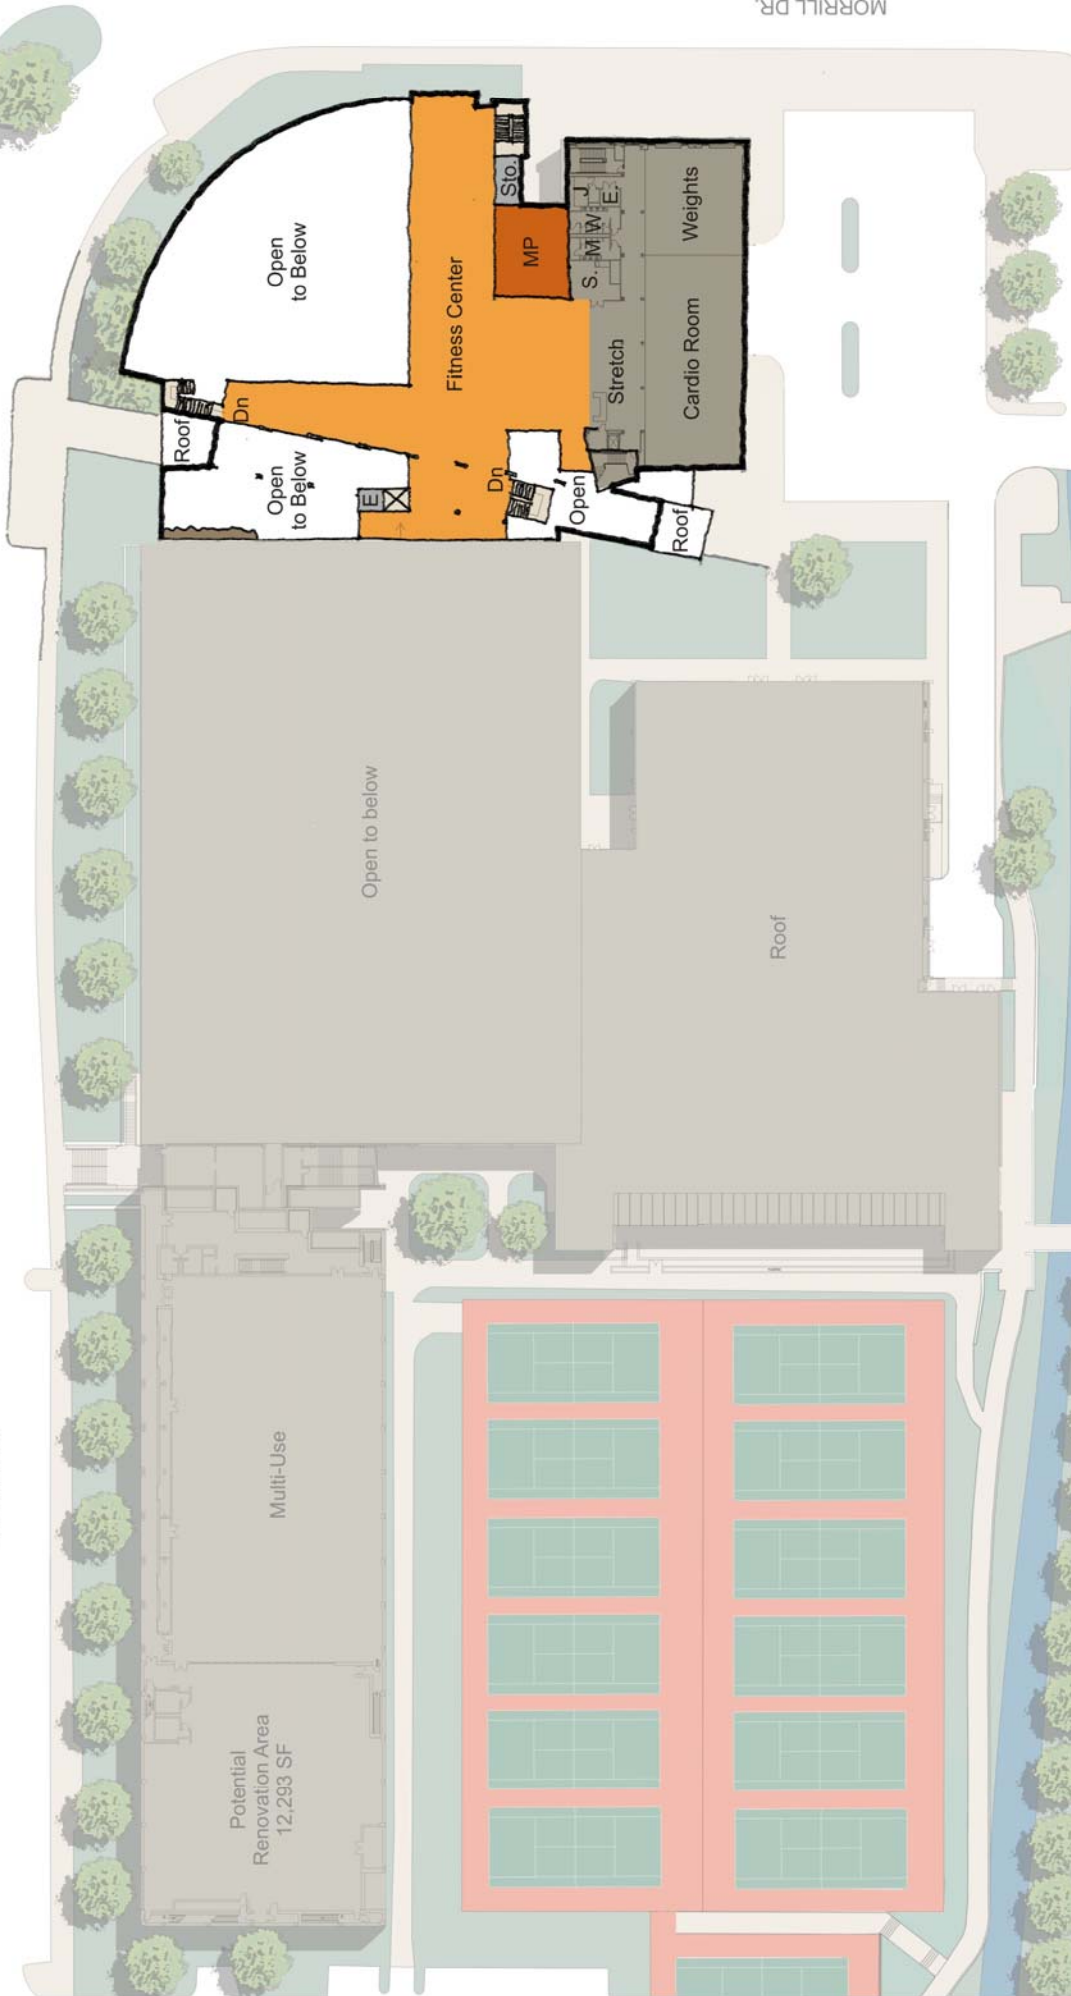 MORRILL DR.
Open
to Below
Fitness Center
Sto.
MP
J
E.
M W
S.
Weights
Stretch
Cardio Room
Dn
Roof
Open
to Below
E
Dn
Open
Roof
Open to below
Roof
Multi-Use
Potential
Renovation Area
12,293 SF